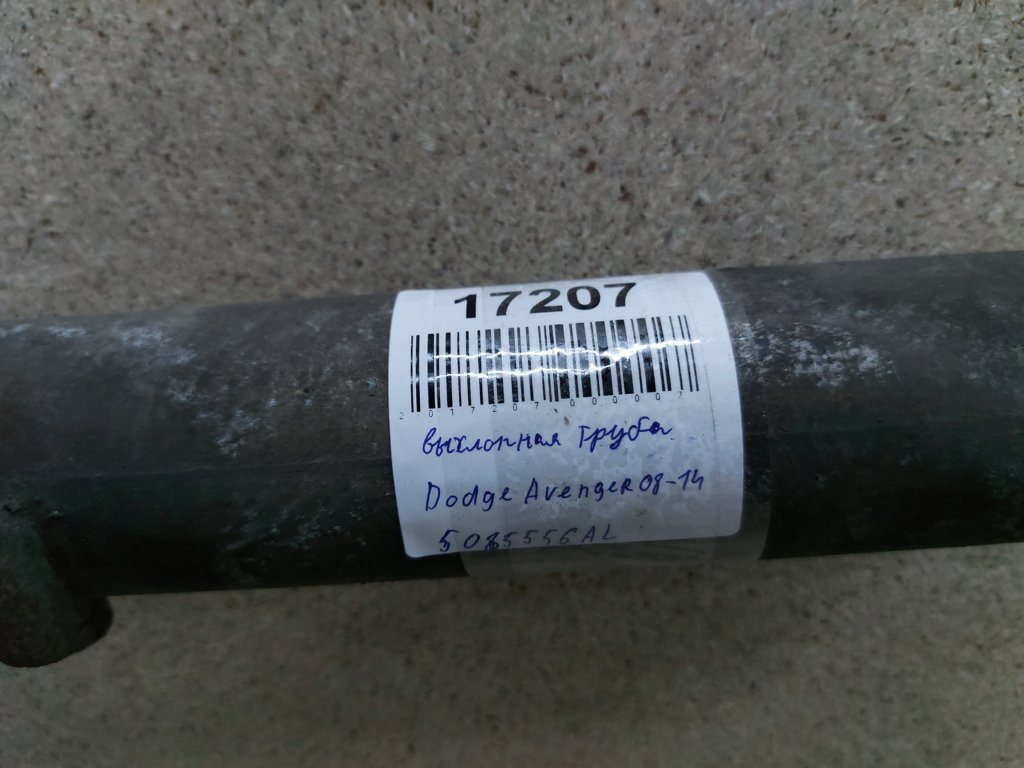 17207
2017207000007
выхлопная труба
Dodge Avenger 08-14
5085556AL